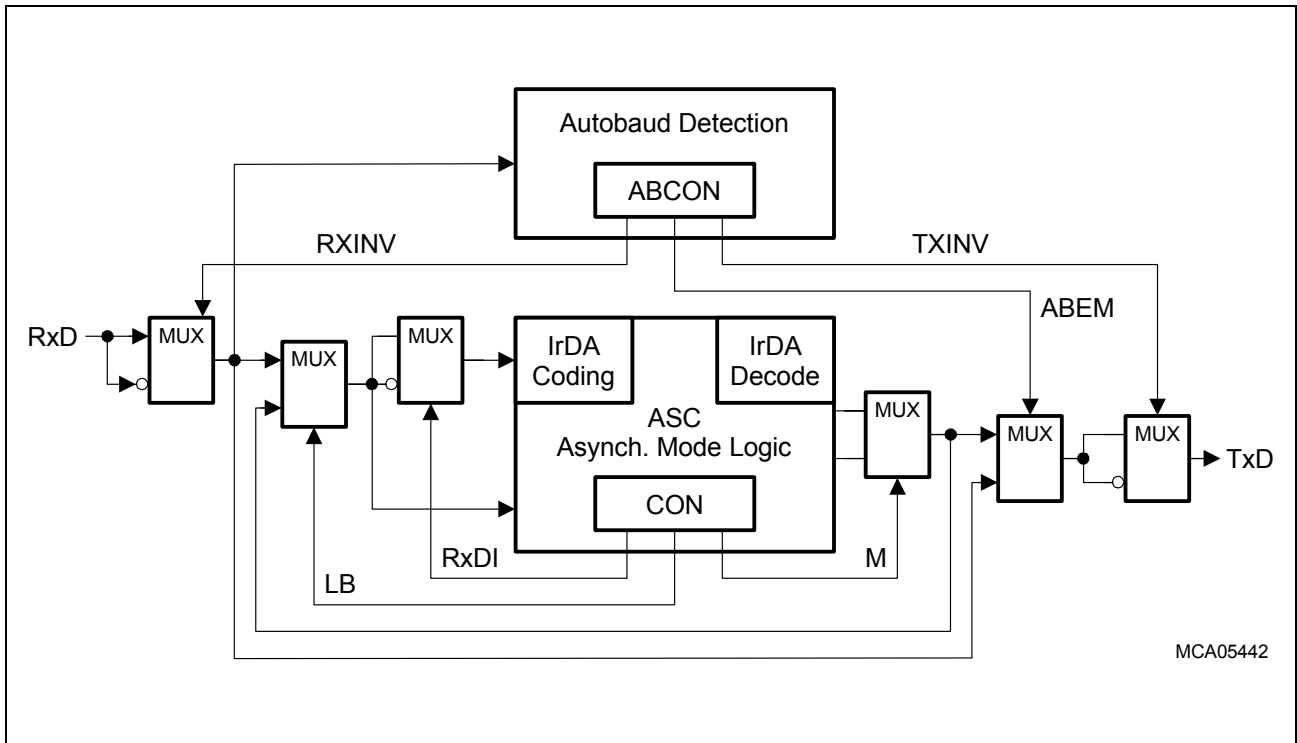 Autobaud Detection
ABCON
RXINV
TXINV
ABEM
RxD
MUX
MUX
MUX
IrDA
Coding
IrDA
Decode
ASC
Asynch. Mode Logic
CON
MUX
MUX
MUX
TxD
RxDI
M
LB
MCA05442